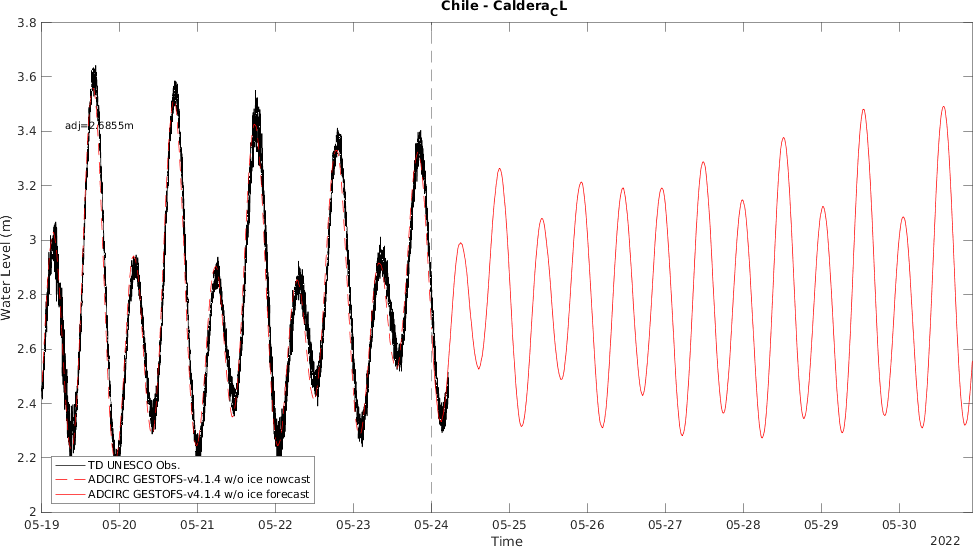 Chile - CalderaCL
3.8
3.6
3.4
3.2
3
2.8
2.6
2.4
2.2
2
Water Level (m)
adj=2.6855m
TD UNESCO Obs.
ADCIRC GESTOFS-v4.1.4 w/o ice nowcast
ADCIRC GESTOFS-v4.1.4 w/o ice forecast
05-19 05-20 05-21 05-22 05-23 05-24 05-25 05-26 05-27 05-28 05-29 05-30
Time
2022